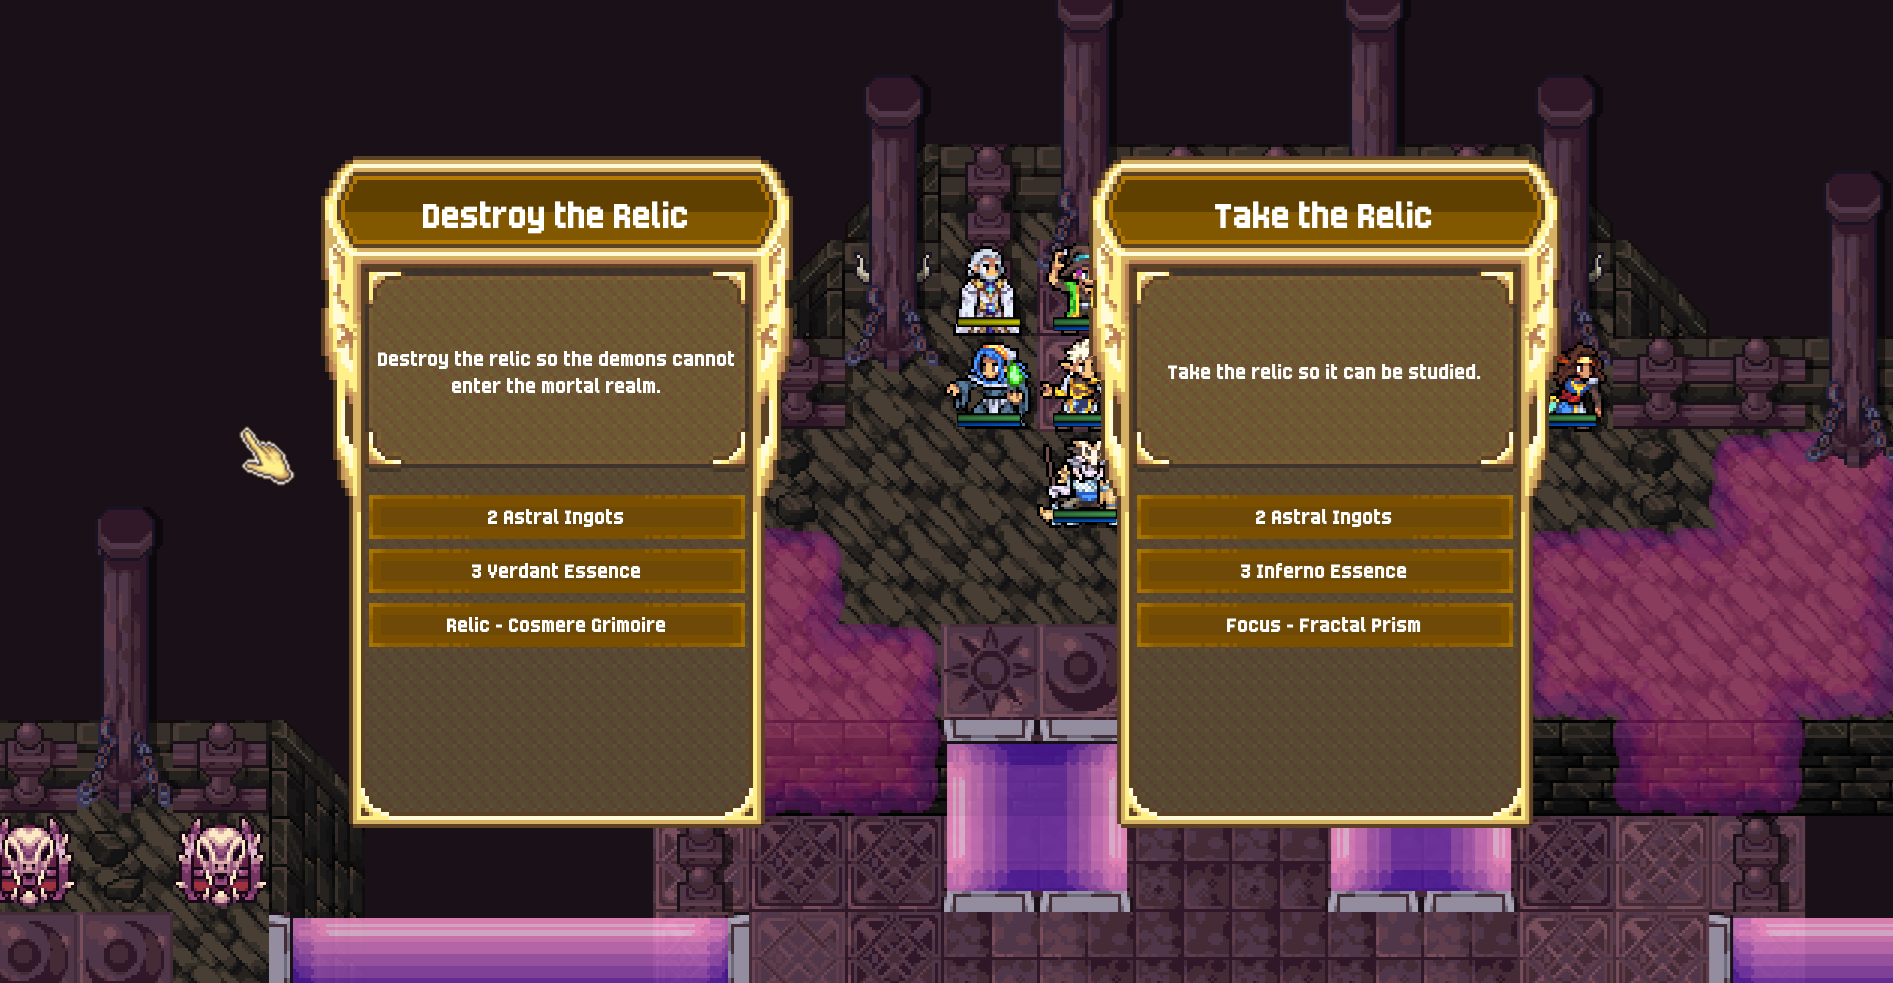 Destroy the Relic
Destroy the relic so the demons cannot
enter the mortal realm.
2 Astral Ingots
3 Verdant Essence
Relic - Cosmere Grimoire
Take the Relic
Take the relic so it can be studied.
2 Astral Ingots
3 Inferno Essence
Focus - Fractal Prism